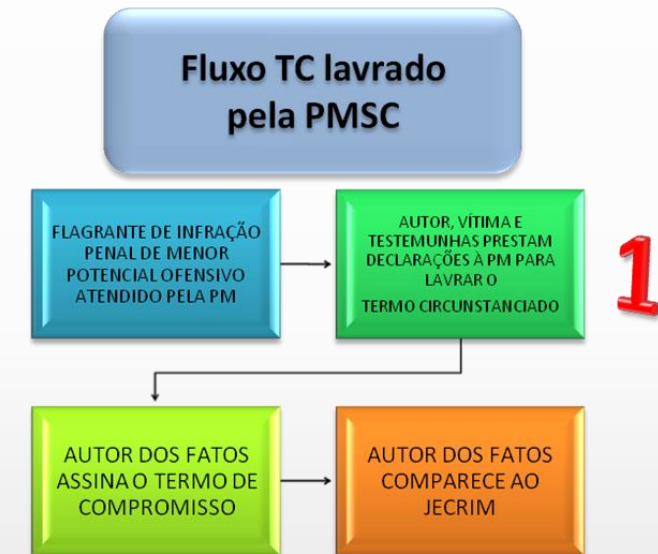 Fluxo TC lavrado
pela PMSC
FLAGRANTE DE INFRAÇÃO
PENAL DE MENOR
POTENCIAL OFENSIVO
ATENDIDO PELA PM
AUTOR, VÍTIMA E
TESTEMUNHAS PRESTAM
DECLARAÇÕES À PM PARA
LAVRAR O
TERMO CIRCUNSTANCIADO
1
AUTOR DOS FATOS
ASSINA O TERMO DE
COMPROMISSO
AUTOR DOS FATOS
COMPARECE AO
JECRIM